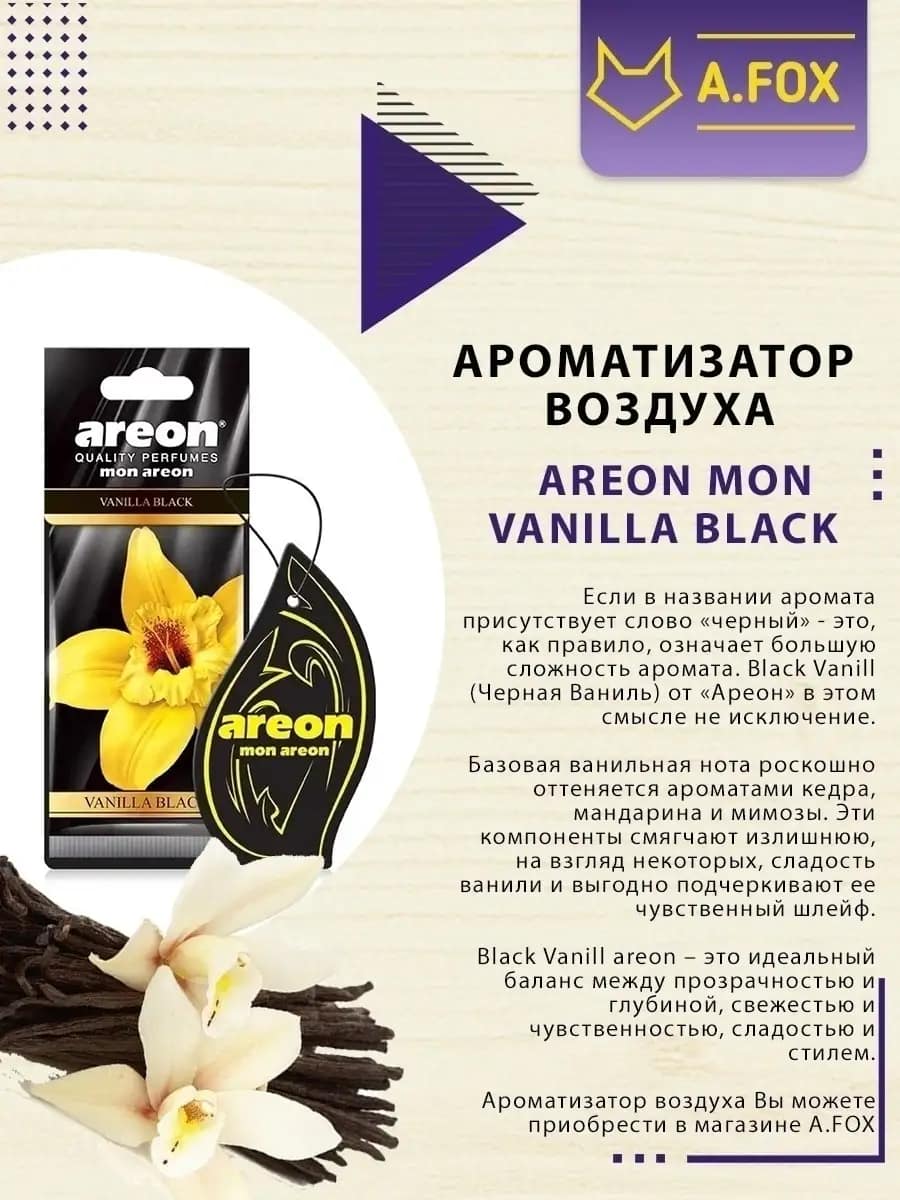 A.FOX
АРОМАТИЗАТОР
ВОЗДУХА
AREON MON
VANILLA BLACK
areon®
QUALITY PERFUMES
mon areon
VANILLA BLACK
VANILLA BLAC
areon
mon areon
Если в названии аромата
присутствует слово «черный» - это,
как правило, означает большую
сложность аромата. Black Vanill
(Черная Ваниль) от «Ареон» в этом
смысле не исключение.
Базовая ванильная нота роскошно
оттеняется ароматами кедра,
мандарина и мимозы. Эти
компоненты смягчают излишнюю,
на взгляд некоторых, сладость
ванили и выгодно подчеркивают ее
чувственный шлейф.
Black Vanill areon – это идеальный
баланс между прозрачностью и
глубиной, свежестью и
чувственностью, сладостью и
стилем.
Ароматизатор воздуха Вы можете
приобрести в магазине A.FOX